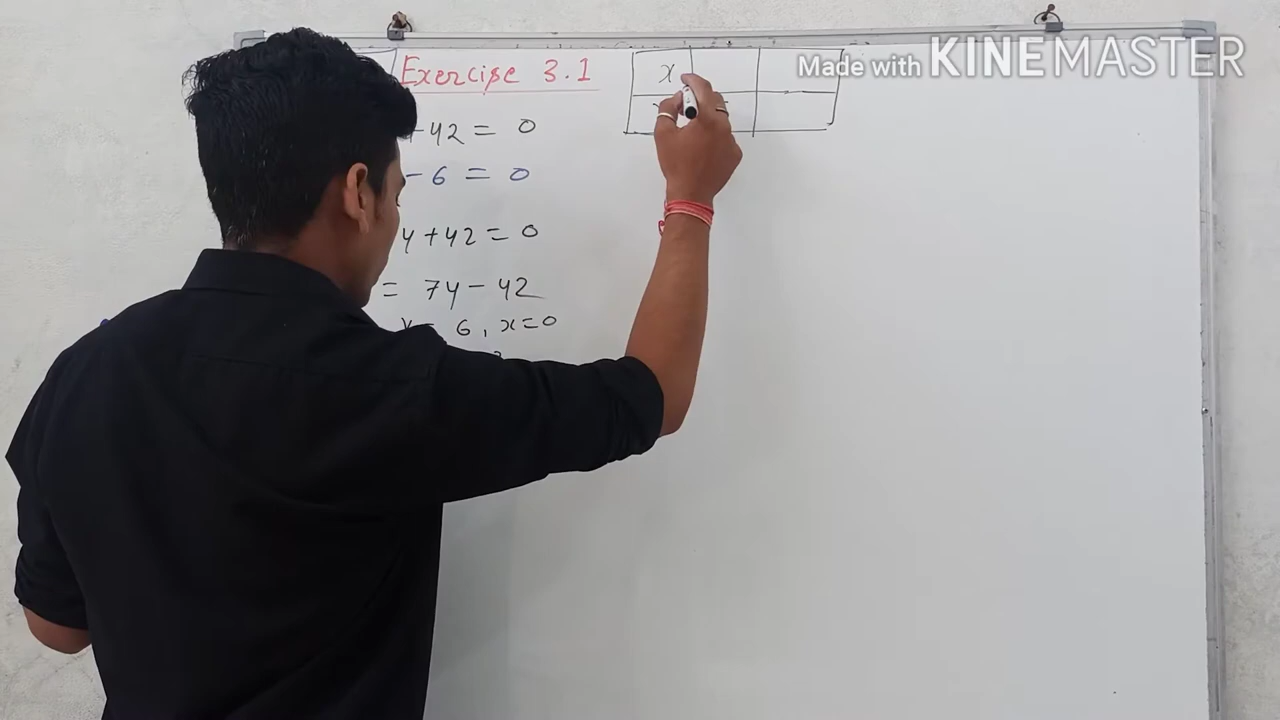 Exercise 3.1
x
Made with KINEMASTER
+42 = 0
- 6 = 0
y + 42 = 0
= 7y - 42
6, x = 0